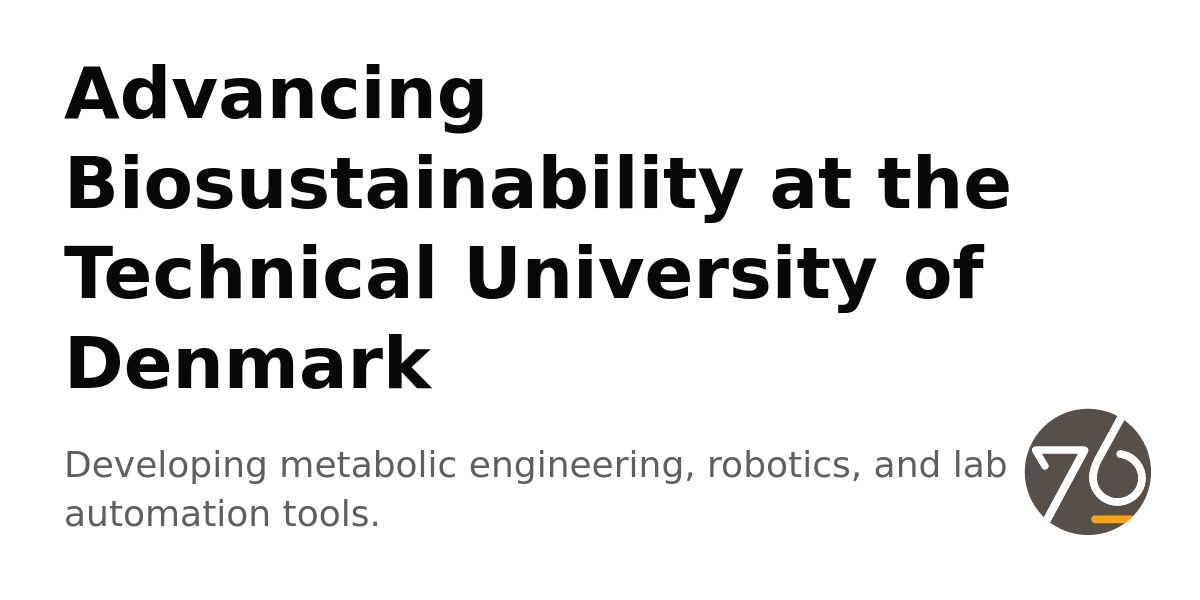 Advancing
Biosustainability at the
Technical University of
Denmark
Developing metabolic engineering, robotics, and lab
automation tools.
76